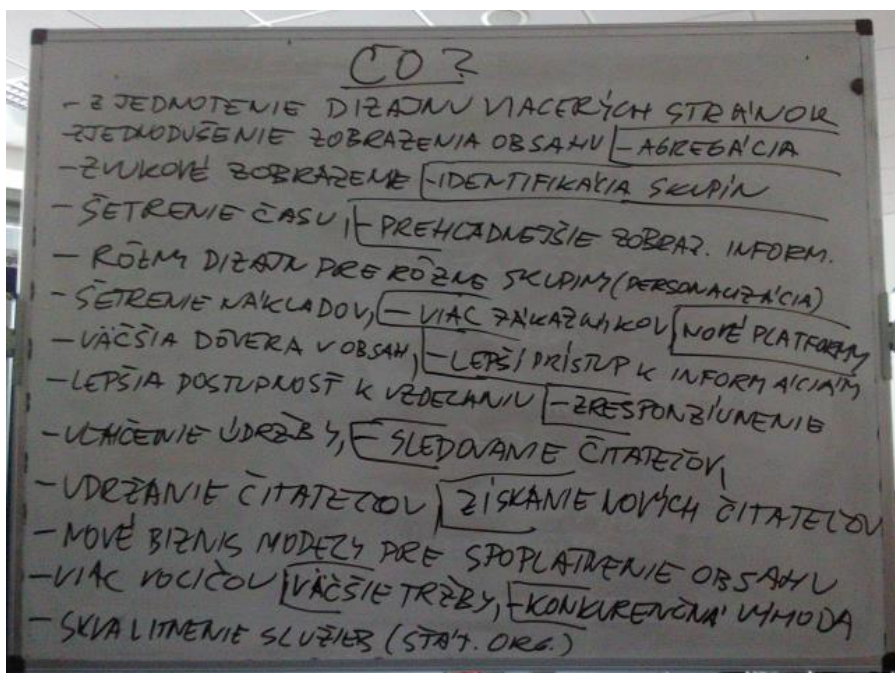 ČO?
- ZJEDNOTENIE DIZAJNU VIACERÝCH STRÁNOK
- ZJEDNODUŠENIE ZOBRAZENIA OBSAHU - AGREGÁCIA
- ZVUKOVÉ ZOBRAZENIE - IDENTIFIKÁCIA SKUPÍN
- ŠETRENIE ČASU, - PREHĽADNEJŠIE ZOBRAZ. INFORM.
- RÔZNY DIZAJN PRE RÔZNE SKUPINY (PERSONALIZÁCIA)
- ŠETRENIE NÁKLADOV, - VIAC ZÁKAZNÍKOV NOVÉ PLATFORMY
- VÄČŠIA DÔVERA V OBSAH, - LEPŠÍ PRÍSTUP K INFORMÁCIÁM
- LEPŠIA DOSTUPNOSŤ K VZDELANIU - ZRESPONZÍVNENIE
- UĽAHČENIE ÚDRŽBY, - SLEDOVANIE ČITATEĽOV,
- UDRŽANIE ČITATEĽOV ZÍSKANIE NOVÝCH ČITATEĽOV
- NOVÉ BIZNIS MODELY PRE SPOPLATNENIE OBSAHU
- VIAC VOLIČOV VÄČŠIE TRŽBY, - KONKURENČNÁ VÝHODA
- SKVALITNENIE SLUŽIEB (ŠTÁT. ORG.)